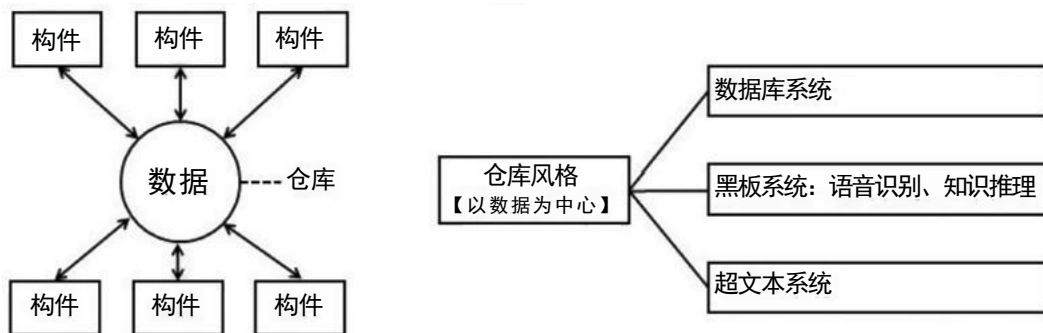 构件
构件
构件
数据
仓库
构件
构件
构件
仓库风格
【以数据为中心】
数据库系统
黑板系统：语音识别、知识推理
超文本系统